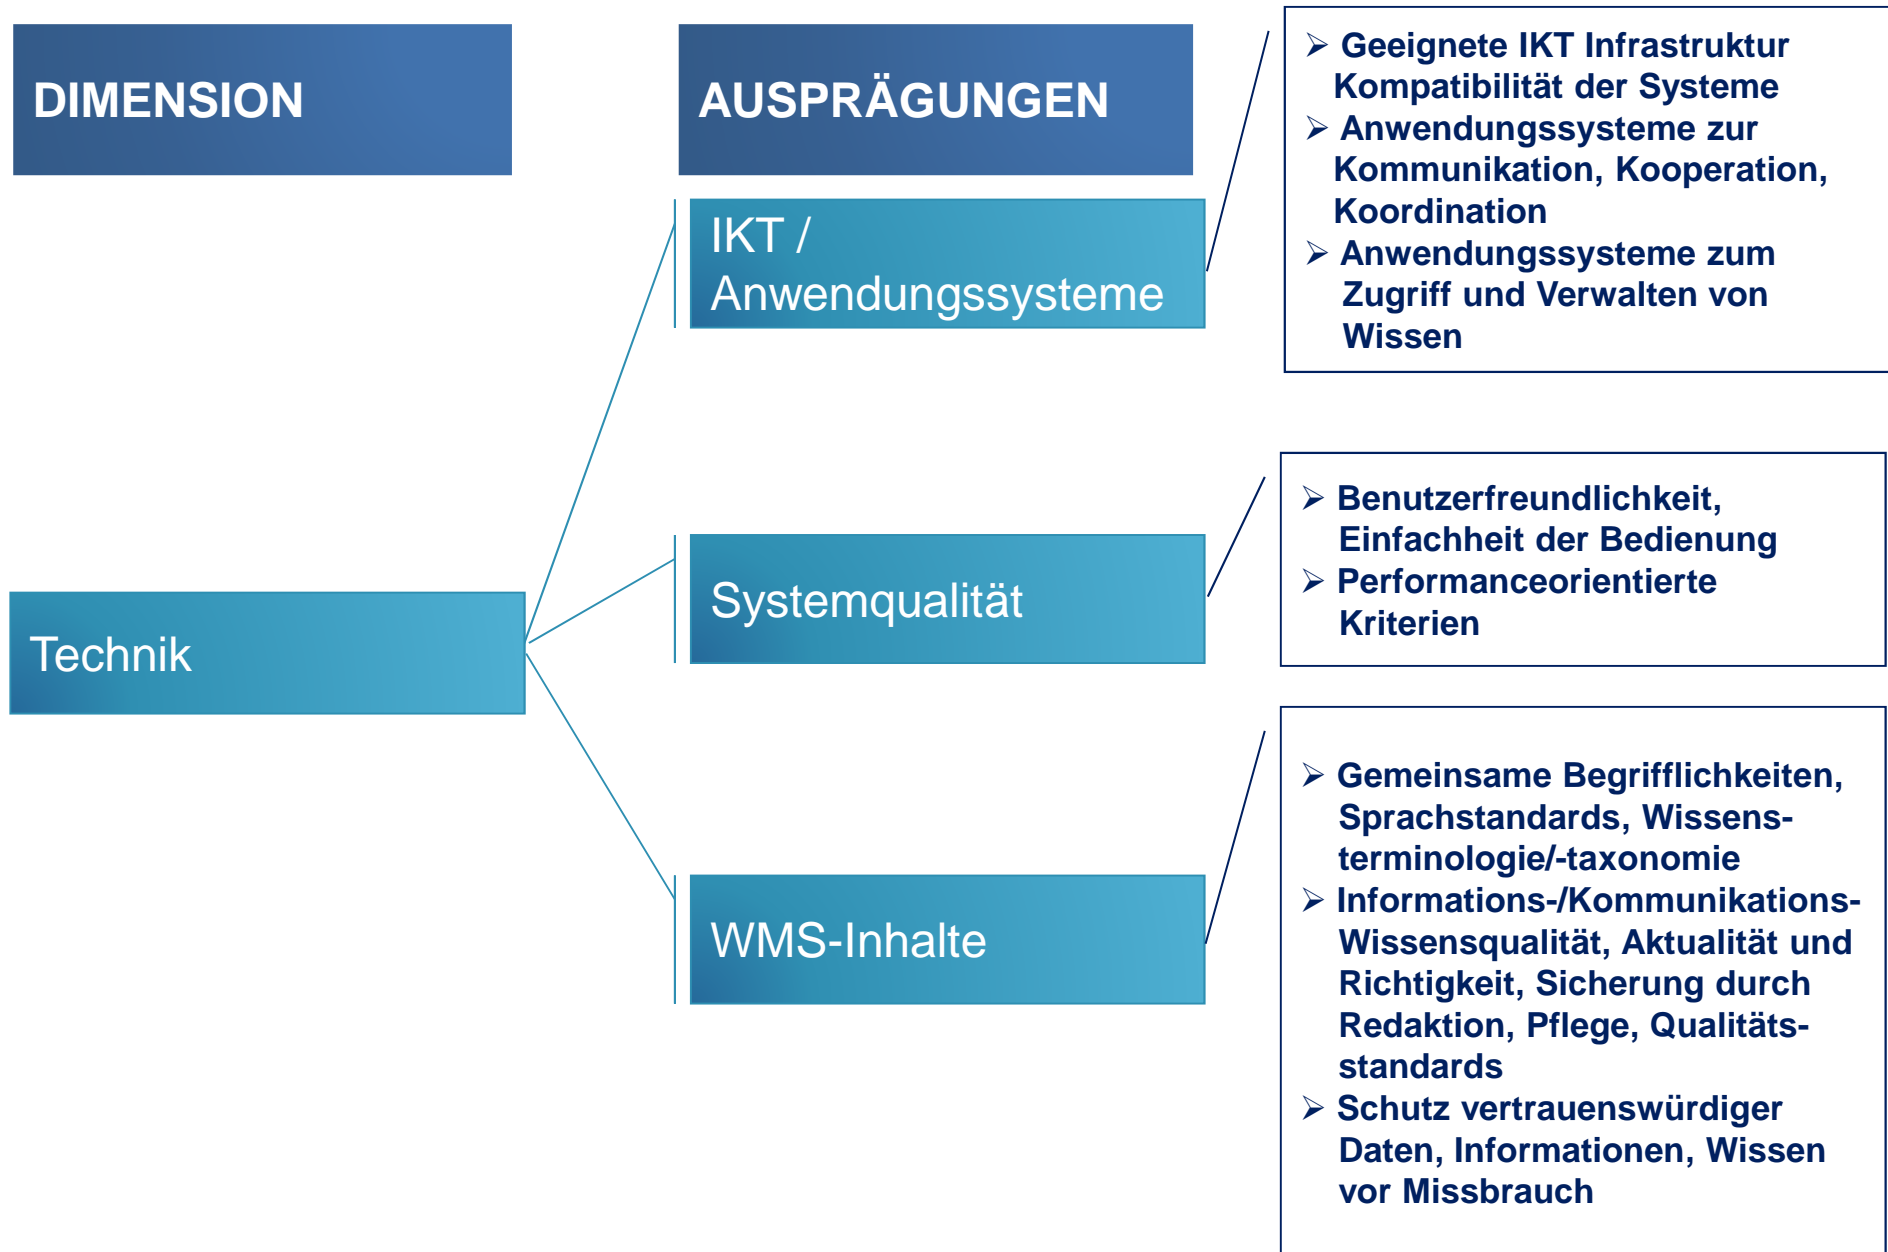 DIMENSION
AUSPRÄGUNGEN
Technik
IKT /
Anwendungssysteme
➢ Geeignete IKT Infrastruktur
Kompatibilität der Systeme
➢ Anwendungssysteme zur
Kommunikation, Kooperation,
Koordination
➢ Anwendungssysteme zum
Zugriff und Verwalten von
Wissen
Systemqualität
➢ Benutzerfreundlichkeit,
Einfachheit der Bedienung
➢ Performanceorientierte
Kriterien
WMS-Inhalte
➢ Gemeinsame Begrifflichkeiten,
Sprachstandards, Wissens-
terminologie/-taxonomie
➢ Informations-/Kommunikations-
Wissensqualität, Aktualität und
Richtigkeit, Sicherung durch
Redaktion, Pflege, Qualitäts-
standards
➢ Schutz vertrauenswürdiger
Daten, Informationen, Wissen
vor Missbrauch